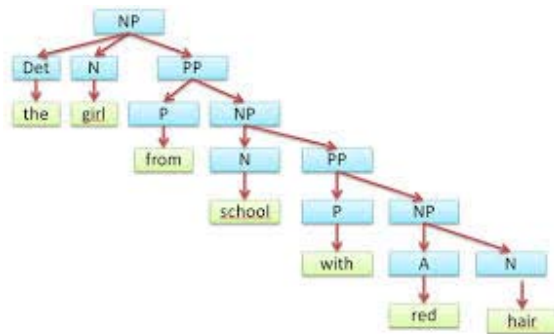 NP
Det N PP
the girl P NP
from N PP
school P NP
with A N
red hair